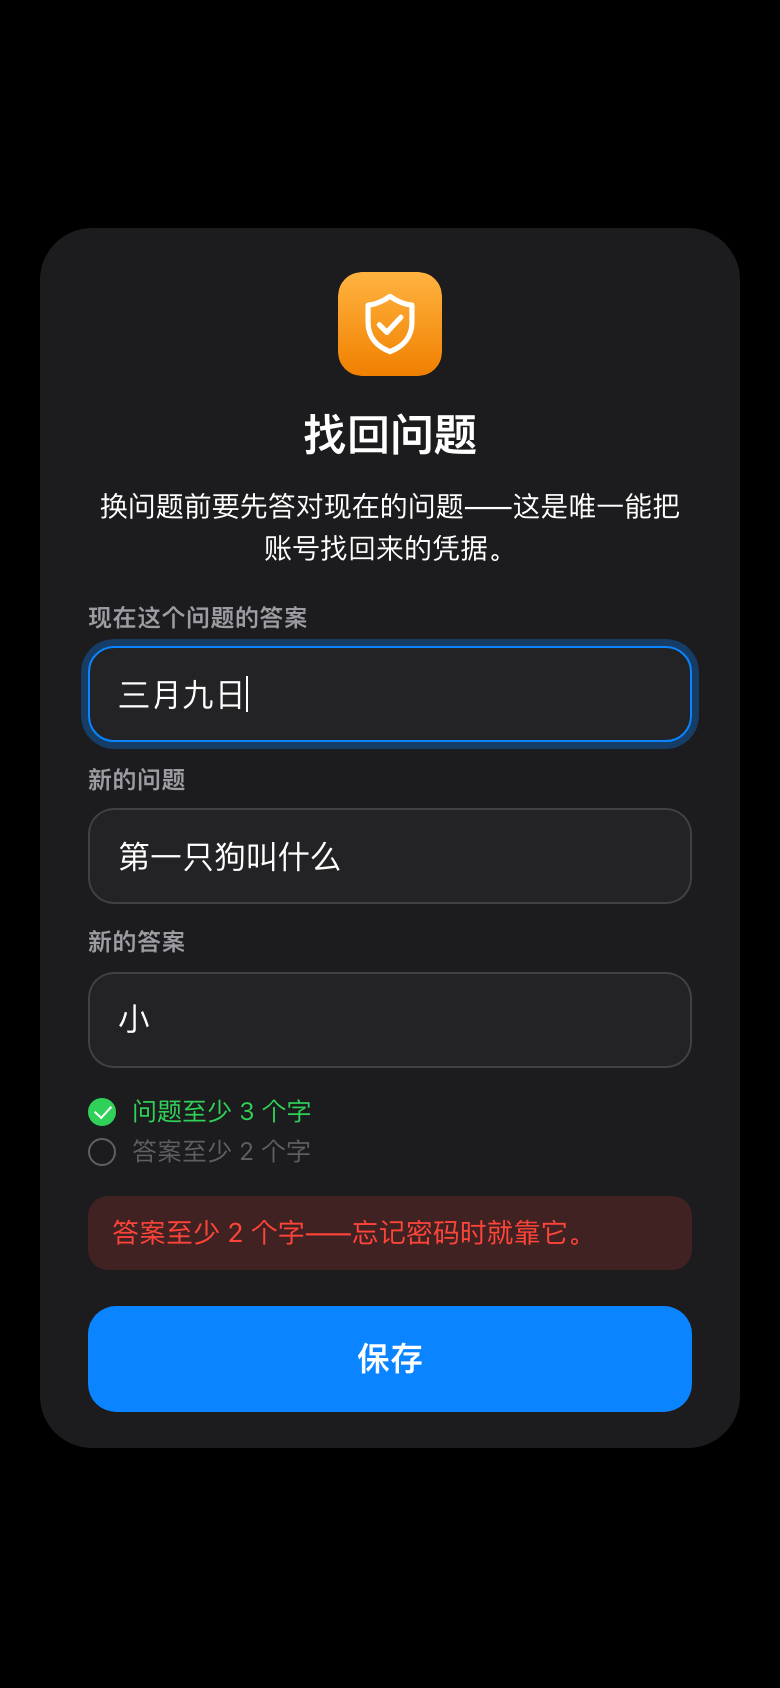 找回问题
换问题前要先答对现在的问题——这是唯一能把
账号找回来的凭据。
现在这个问题的答案
三月九日
新的问题
第一只狗叫什么
新的答案
小
问题至少 3 个字
答案至少 2 个字
答案至少 2 个字——忘记密码时就靠它。
保存